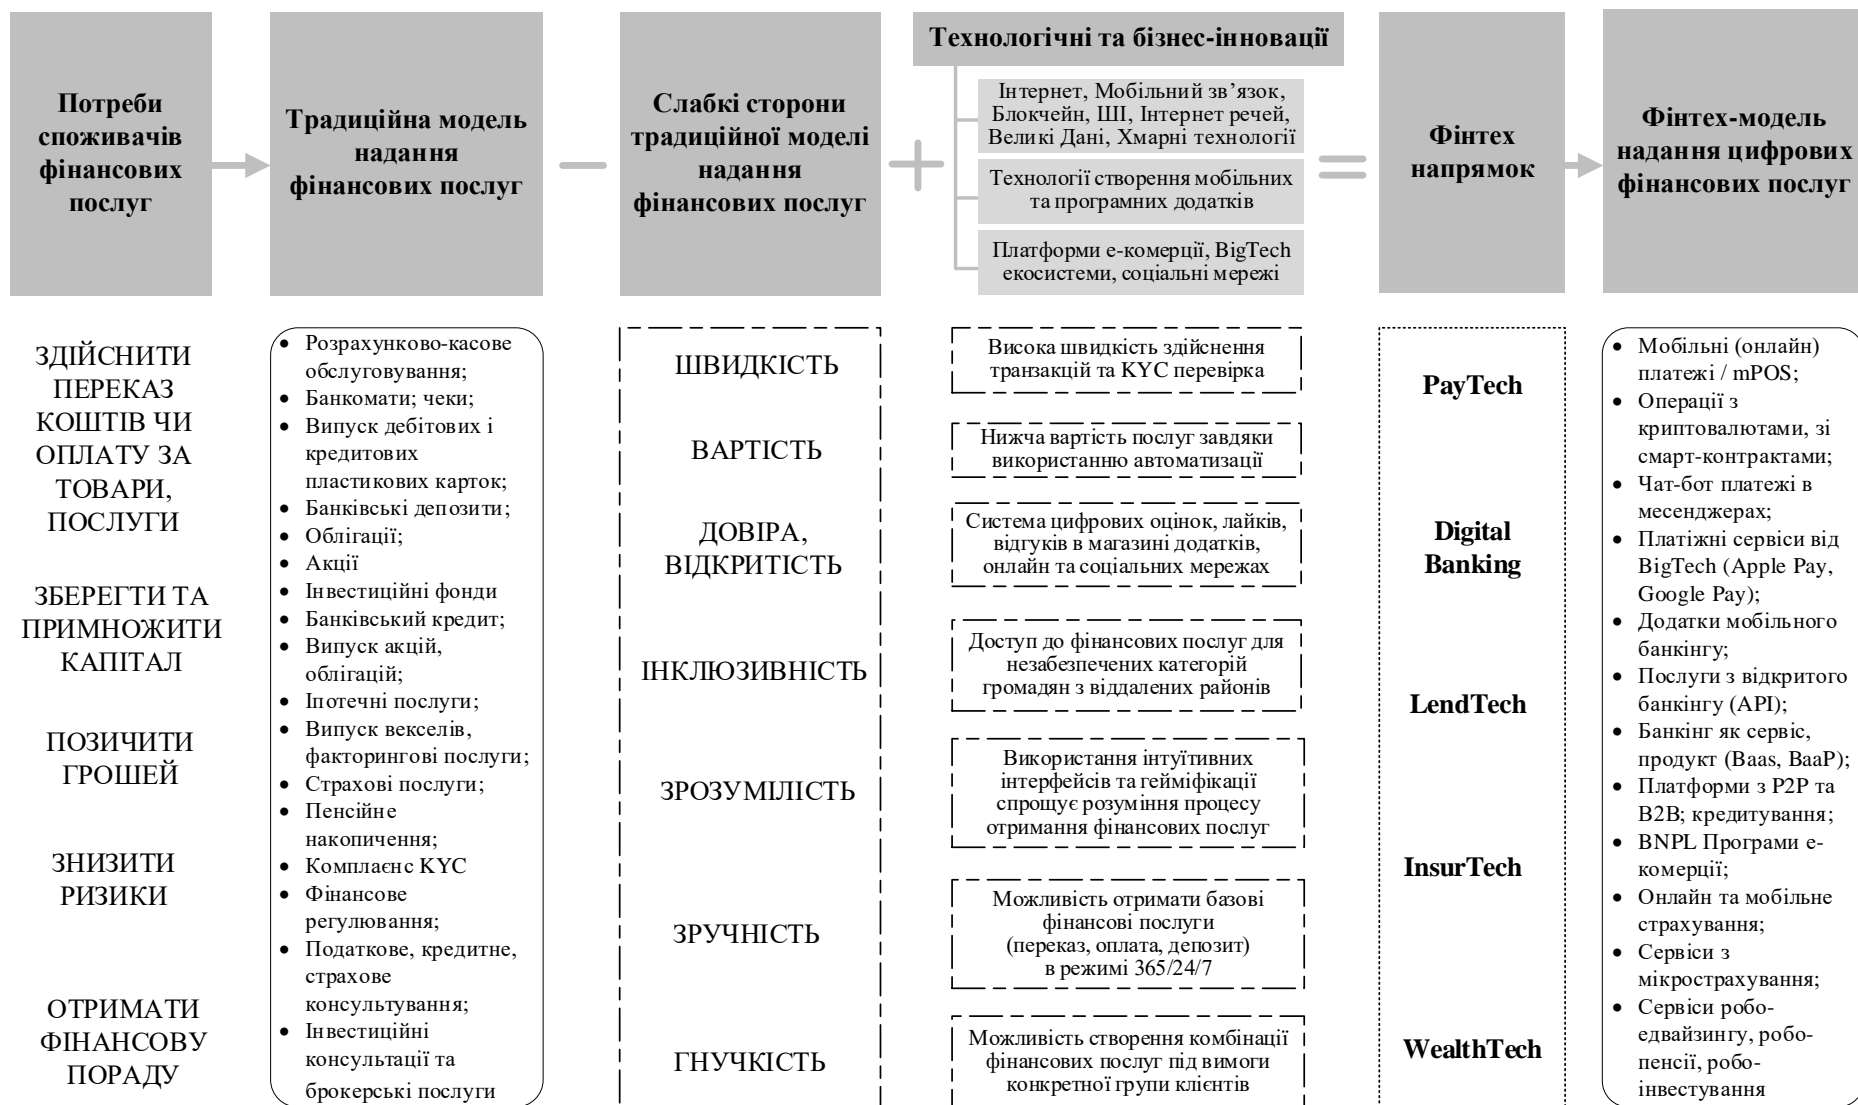 Потреби
споживачів
фінансових
послуг
Традиційна модель
надання
фінансових послуг
Слабкі сторони
традиційної моделі
надання
фінансових послуг
Технологічні та бізнес-інновації
Інтернет, Мобільний зв’язок,
Блокчейн, ШІ, Інтернет речей,
Великі Дані, Хмарні технології
Технології створення мобільних
та програмних додатків
Платформи е-комерції, BigTech
екосистеми, соціальні мережі
Фінтех
напрямок
Фінтех-модель
надання цифрових
фінансових послуг
ЗДІЙСНИТИ
ПЕРЕКАЗ
КОШТІВ ЧИ
ОПЛАТУ ЗА
ТОВАРИ,
ПОСЛУГИ
ЗБЕРЕГТИ ТА
ПРИМНОЖИТИ
КАПІТАЛ
ПОЗИЧИТИ
ГРОШЕЙ
ЗНИЗИТИ
РИЗИКИ
ОТРИМАТИ
ФІНАНСОВУ
ПОРАДУ
• Розрахунково-касове
обслуговування;
• Банкомати; чеки;
• Випуск дебітових і
кредитових
пластикових карток;
• Банківські депозити;
• Облігації;
• Акції
• Інвестиційні фонди
• Банківський кредит;
• Випуск акцій,
облігацій;
• Іпотечні послуги;
• Випуск векселів,
факторингові послуги;
• Страхові послуги;
• Пенсійне
накопичення;
• Комплаєнс KYC
• Фінансове
регулювання;
• Податкове, кредитне,
страхове
консультування;
• Інвестиційні
консультації та
брокерські послуги
ШВИДКІСТЬ
ВАРТІСТЬ
ДОВІРА,
ВІДКРИТІСТЬ
ІНКЛЮЗИВНІСТЬ
ЗРОЗУМІЛІСТЬ
ЗРУЧНІСТЬ
ГНУЧКІСТЬ
Висока швидкість здійснення
транзакцій та KYC перевірка
Нижча вартість послуг завдяки
використанню автоматизації
Система цифрових оцінок, лайків,
відгуків в магазині додатків,
онлайн та соціальних мережах
Доступ до фінансових послуг для
незабезпечених категорій
громадян з віддалених районів
Використання інтуїтивних
інтерфейсів та гейміфікації
спрощує розуміння процесу
отримання фінансових послуг
Можливість отримати базові
фінансові послуги
(переказ, оплата, депозит)
в режимі 365/24/7
Можливість створення комбінації
фінансових послуг під вимоги
конкретної групи клієнтів
PayTech
Digital
Banking
LendTech
InsurTech
WealthTech
• Мобільні (онлайн)
платежі / mPOS;
• Операції з
криптовалютами, зі
смарт-контрактами;
• Чат-бот платежі в
месенджерах;
• Платіжні сервіси від
BigTech (Apple Pay,
Google Pay);
• Додатки мобільного
банкінгу;
• Послуги з відкритого
банкінгу (API);
• Банкінг як сервіс,
продукт (Baas, BaaP);
• Платформи з P2P та
B2B; кредитування;
• BNPL Програми е-
комерції;
• Онлайн та мобільне
страхування;
• Сервіси з
мікрострахування;
• Сервіси робо-
едвайзингу, робо-
пенсії, робо-
інвестування